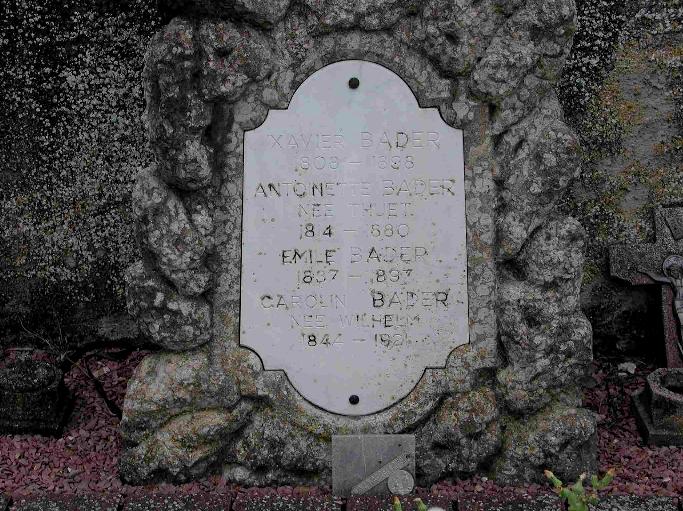 XAVIER BADER
1808 – 1888
ANTOINETTE BADER
NEE THUET
1814 – 1880
EMILE BADER
1837 – 1897
CAROLIN BADER
NEE WILHELM
1844 – 1921